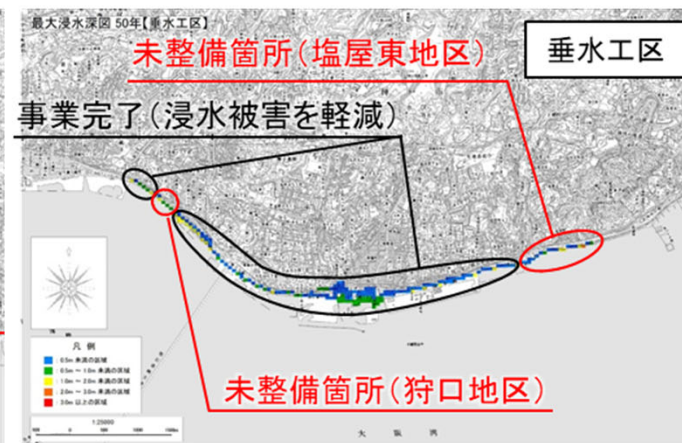 最大浸水深図 50年【垂水工区】
垂水工区
未整備箇所(塩屋東地区)
事業完了(浸水被害を軽減)
未整備箇所(狩口地区)
凡例
0.5m 未満の区域
0.5m ～ 1.0m 未満の区域
1.0m ～ 2.0m 未満の区域
2.0m ～ 3.0m 未満の区域
3.0m 以上の区域
1:25000
大阪湾